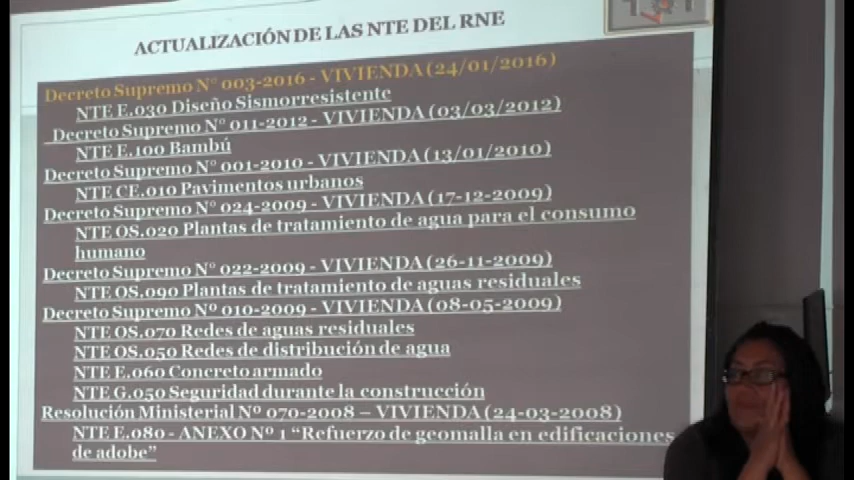 ACTUALIZACIÓN DE LAS NTE DEL RNE
Decreto Supremo N° 003-2016 - VIVIENDA (24/01/2016)
NTE E.030 Diseño Sismorresistente
Decreto Supremo N° 011-2012 - VIVIENDA (03/03/2012)
NTE E.100 Bambú
Decreto Supremo N° 001-2010 - VIVIENDA (13/01/2010)
NTE CE.010 Pavimentos urbanos
Decreto Supremo N° 024-2009 - VIVIENDA (17-12-2009)
NTE OS.020 Plantas de tratamiento de agua para el consumo
humano
Decreto Supremo N° 022-2009 - VIVIENDA (26-11-2009)
NTE OS.090 Plantas de tratamiento de aguas residuales
Decreto Supremo Nº 010-2009 - VIVIENDA (08-05-2009)
NTE OS.070 Redes de aguas residuales
NTE OS.050 Redes de distribución de agua
NTE E.060 Concreto armado
NTE G.050 Seguridad durante la construcción
Resolución Ministerial Nº 070-2008 – VIVIENDA (24-03-2008)
NTE E.080 - ANEXO Nº 1 “Refuerzo de geomalla en edificaciones
de adobe”